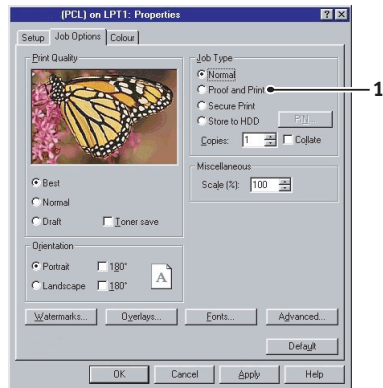 (PCL) on LPT1: Properties
Setup Job Options Colour
Print Quality
Best
Normal
Draft Toner save
Orientation
Portrait 180°
Landscape 180°
A
Job Type
Normal
Proof and Print
1
Secure Print
Store to HDD PIN...
Copies: 1 Collate
Miscellaneous
Scale (%): 100
Watermarks... Overlays... Fonts... Advanced...
Default
OK Cancel Apply Help